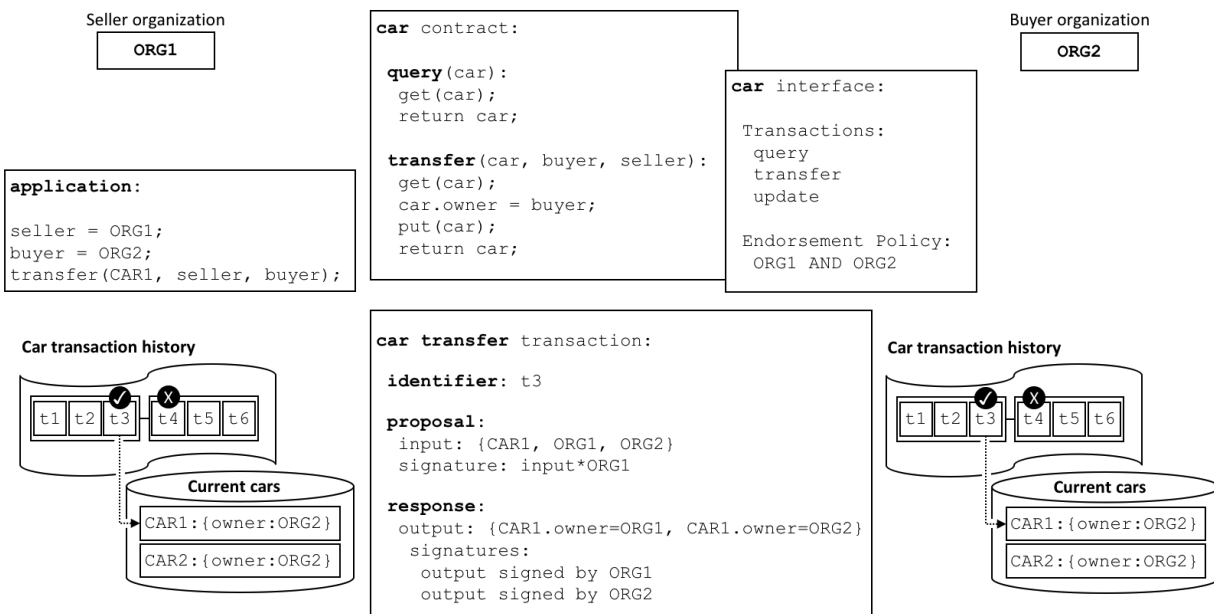 Seller organization
ORG1
car contract:
query(car):
get(car);
return car;
transfer(car, buyer, seller):
get(car);
car.owner = buyer;
put(car);
return car;
Buyer organization
ORG2
car interface:
Transactions:
query
transfer
update
Endorsement Policy:
ORG1 AND ORG2
application:
seller = ORG1;
buyer = ORG2;
transfer(CAR1, seller, buyer);
Car transaction history
✓ X
t1 t2 t3 t4 t5 t6
Current cars
CAR1:{owner:ORG2}
CAR2:{owner:ORG2}
car transfer transaction:
identifier: t3
proposal:
input: {CAR1, ORG1, ORG2}
signature: input*ORG1
response:
output: {CAR1.owner=ORG1, CAR1.owner=ORG2}
signatures:
output signed by ORG1
output signed by ORG2
Car transaction history
✓ X
t1 t2 t3 t4 t5 t6
Current cars
CAR1:{owner:ORG2}
CAR2:{owner:ORG2}